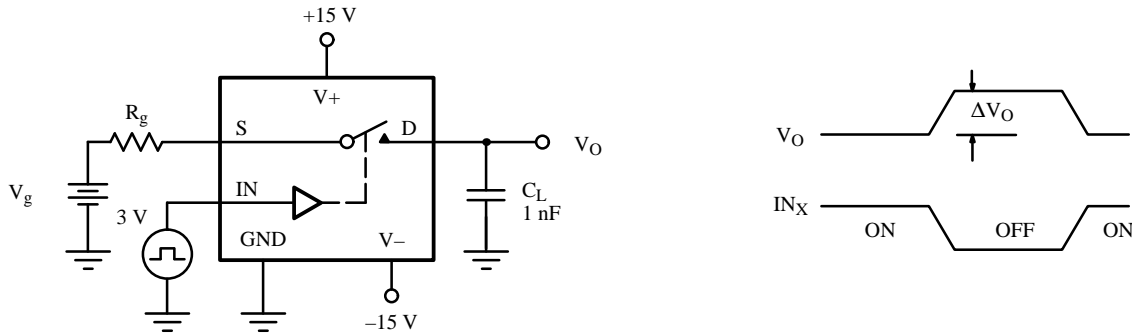 +15 V
V+
Rg
S
D
VO
Vg
3 V
IN
CL
1 nF
GND
V–
–15 V
VO
ΔVO
INX
ON
OFF
ON